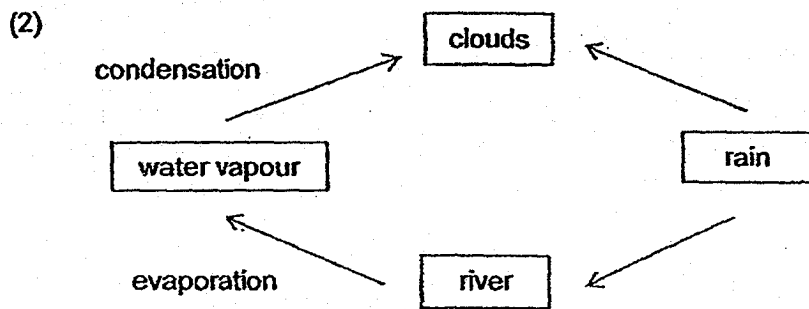 (2)
clouds
condensation
water vapour
rain
evaporation
river